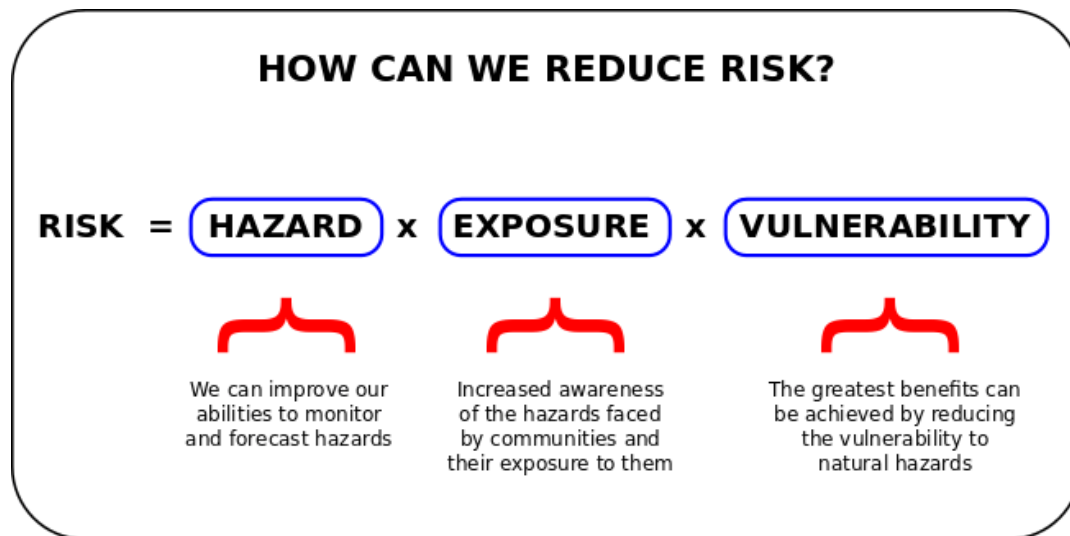 HOW CAN WE REDUCE RISK?
RISK = HAZARD x EXPOSURE x VULNERABILITY
We can improve our
abilities to monitor
and forecast hazards
Increased awareness
of the hazards faced
by communities and
their exposure to them
The greatest benefits can
be achieved by reducing
the vulnerability to
natural hazards